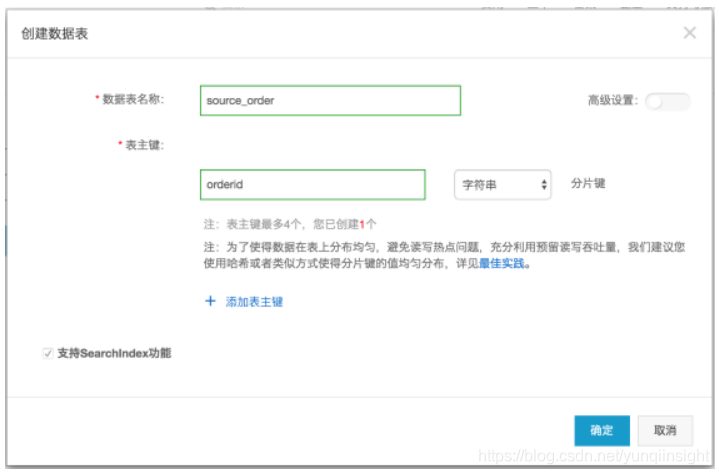 创建数据表
* 数据表名称:
source_order
高级设置:
* 表主键:
orderid
字符串
分片键
注：表主键最多4个，您已创建1个
注：为了使得数据在表上分布均匀，避免读写热点问题，充分利用预留读写吞吐量，我们建议您
使用哈希或者类似方式使得分片键的值均匀分布，详见最佳实践。
+ 添加表主键
支持SearchIndex功能
确定
取消
https://blog.csdn.net/yunqiinsight